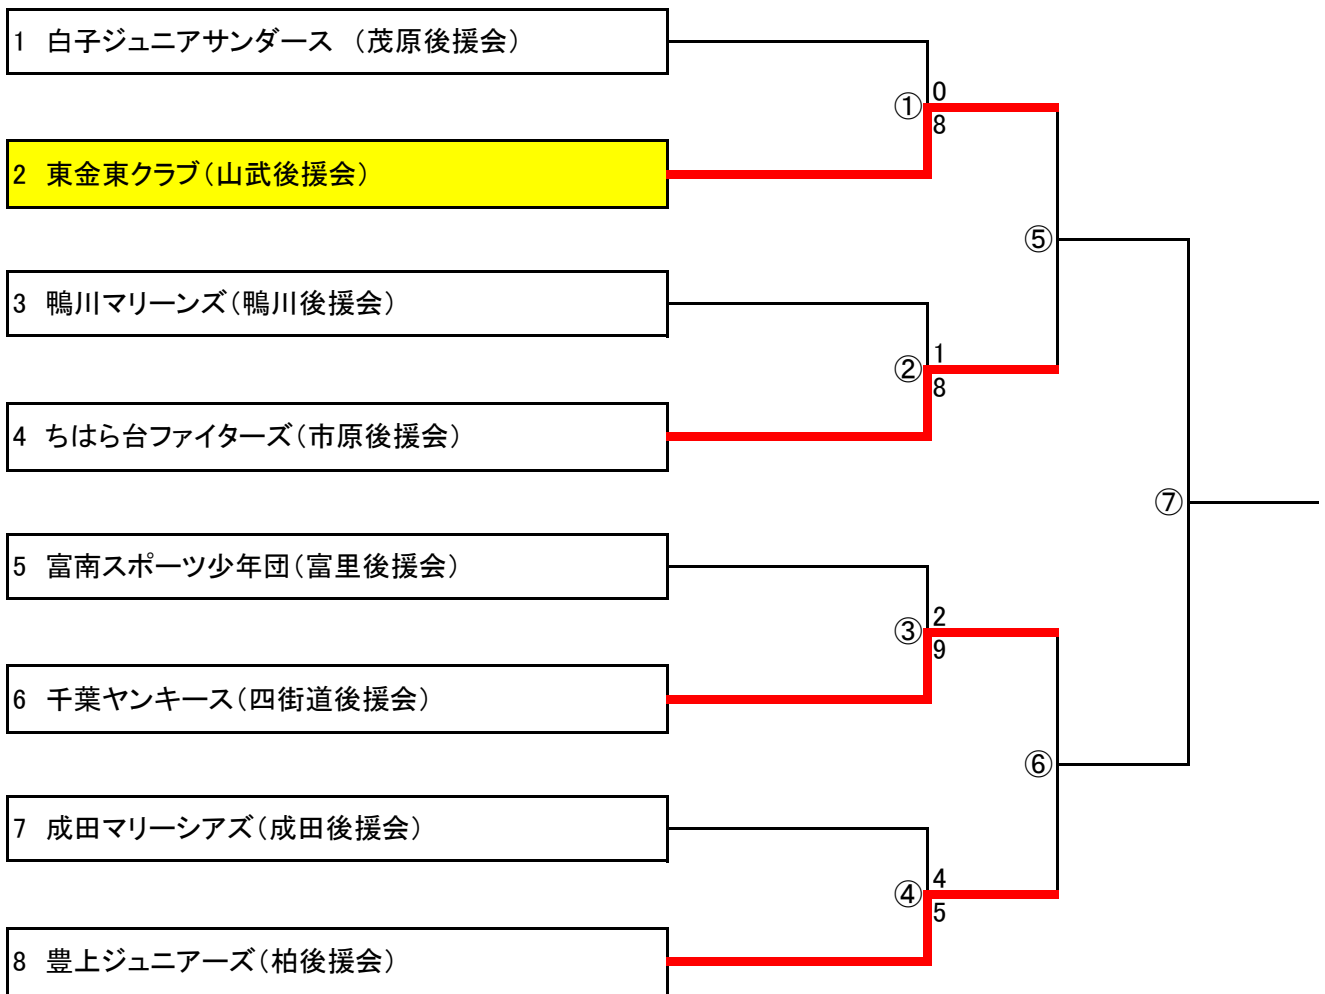 1 白子ジュニアサンダース （茂原後援会）
0
①
8
2 東金東クラブ（山武後援会）
⑤
3 鴨川マリーンズ（鴨川後援会）
1
②
8
4 ちはら台ファイターズ（市原後援会）
⑦
5 富南スポーツ少年団（富里後援会）
2
③
9
6 千葉ヤンキース（四街道後援会）
⑥
7 成田マリーシアズ（成田後援会）
4
④
5
8 豊上ジュニアーズ（柏後援会）